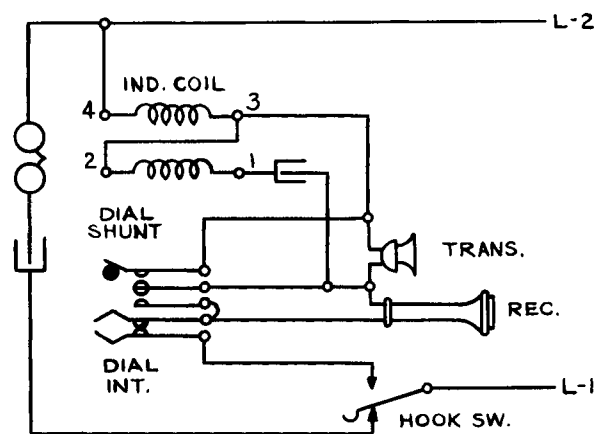 L-2
IND. COIL
4
3
2
1
DIAL
SHUNT
TRANS.
REC.
DIAL
INT.
L-1
HOOK SW.